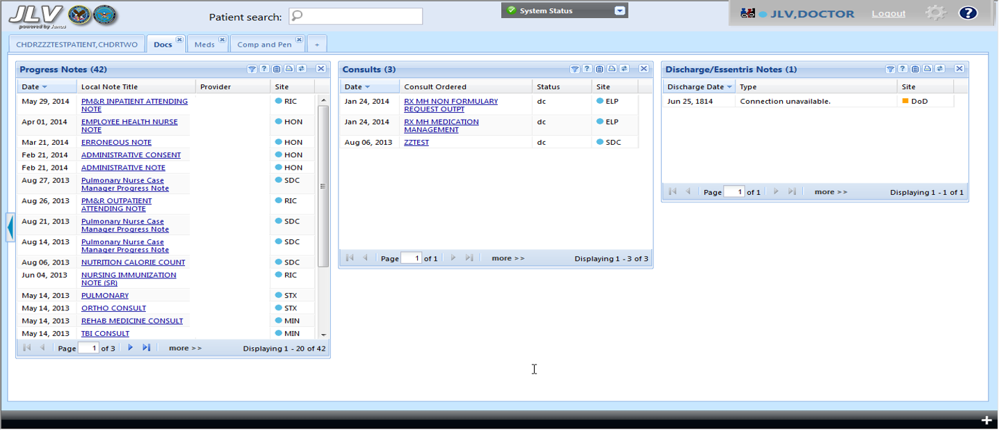 JLV
powered by Janus
Patient search:
System Status
JLV,DOCTOR
Logout
?
CHDRZZZTESTPATIENT,CHDRTWO
Docs
Meds
Comp and Pen
+
Progress Notes (42)
Date
Local Note Title
Provider
Site
May 29, 2014
PM&R INPATIENT ATTENDING
NOTE
RIC
Apr 01, 2014
EMPLOYEE HEALTH NURSE
NOTE
HON
Mar 21, 2014
ERRONEOUS NOTE
HON
Feb 21, 2014
ADMINISTRATIVE CONSENT
HON
Feb 21, 2014
ADMINISTRATIVE NOTE
HON
Aug 27, 2013
Pulmonary Nurse Case
Manager Progress Note
SDC
Aug 26, 2013
PM&R OUTPATIENT
ATTENDING NOTE
RIC
Aug 21, 2013
Pulmonary Nurse Case
Manager Progress Note
SDC
Aug 14, 2013
Pulmonary Nurse Case
Manager Progress Note
SDC
Aug 06, 2013
NUTRITION CALORIE COUNT
SDC
Jun 04, 2013
NURSING IMMUNIZATION
NOTE (SR)
RIC
May 14, 2013
PULMONARY
STX
May 14, 2013
ORTHO CONSULT
STX
May 14, 2013
REHAB MEDICINE CONSULT
MIN
May 14, 2013
TBI CONSULT
MIN
Page 1 of 3
more >>
Displaying 1 - 20 of 42
Consults (3)
Date
Consult Ordered
Status
Site
Jan 24, 2014
RX MH NON FORMULARY
REQUEST OUTPT
dc
ELP
Jan 24, 2014
RX MH MEDICATION
MANAGEMENT
dc
ELP
Aug 06, 2013
ZZTEST
dc
SDC
Page 1 of 1
more >>
Displaying 1 - 3 of 3
Discharge/Essentris Notes (1)
Discharge Date
Type
Site
Jun 25, 1814
Connection unavailable.
DoD
Page 1 of 1
more >>
Displaying 1 - 1 of 1